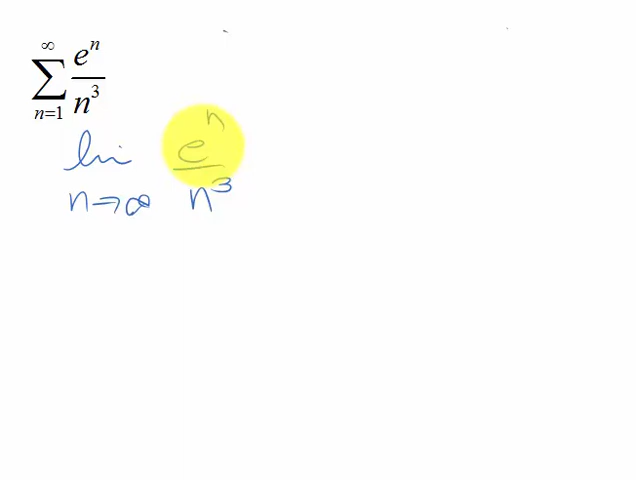 ∞
∑ e^n / n^3
n=1
lim e^n / n^3
n→∞